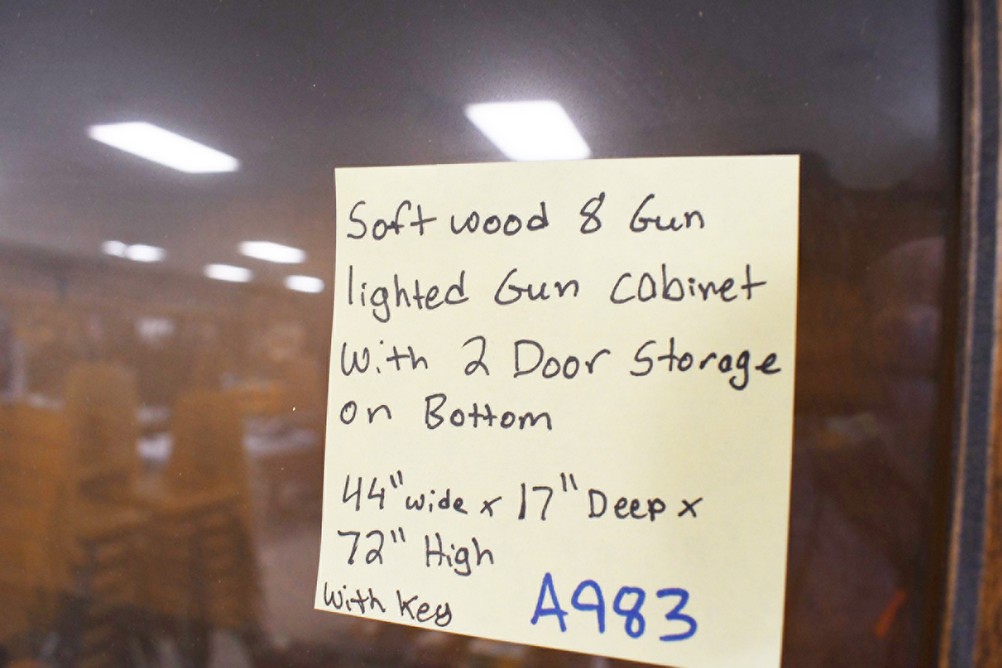 Soft wood 8 Gun
lighted Gun cabinet
with 2 Door Storage
on Bottom
44" wide x 17" Deep x
72" High
with key A983